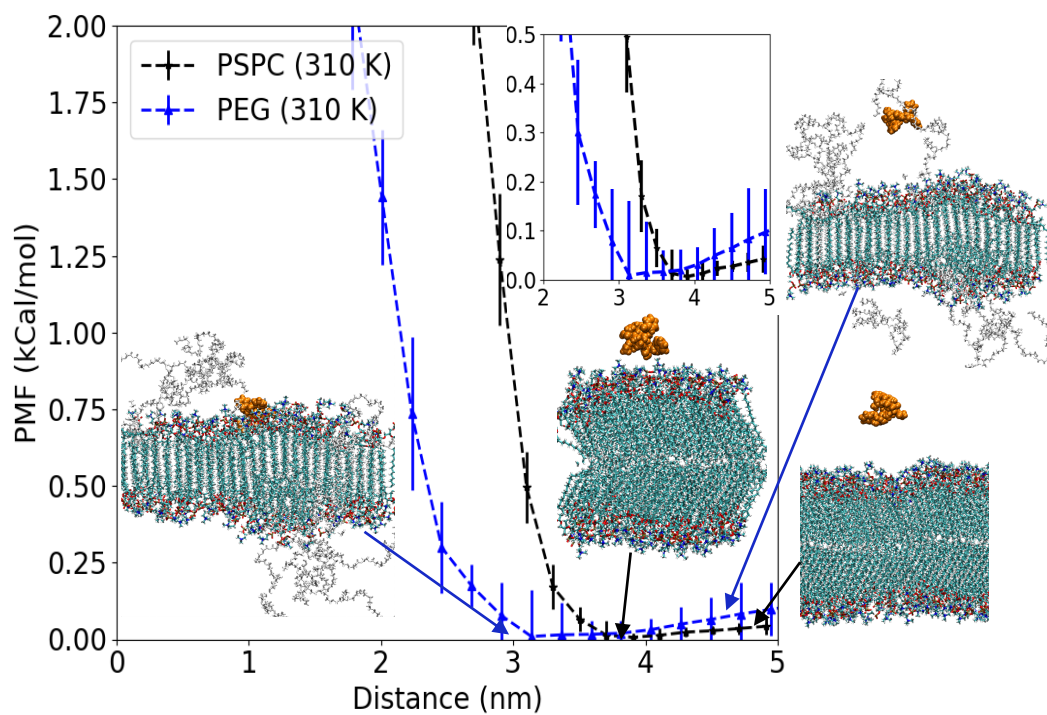 PMF (kCal/mol)
2.00
1.75
1.50
1.25
1.00
0.75
0.50
0.25
0.00
PSPC (310 K)
PEG (310 K)
0.5
0.4
0.3
0.2
0.1
0.0
2 3 4 5
0 1 2 3 4 5
Distance (nm)